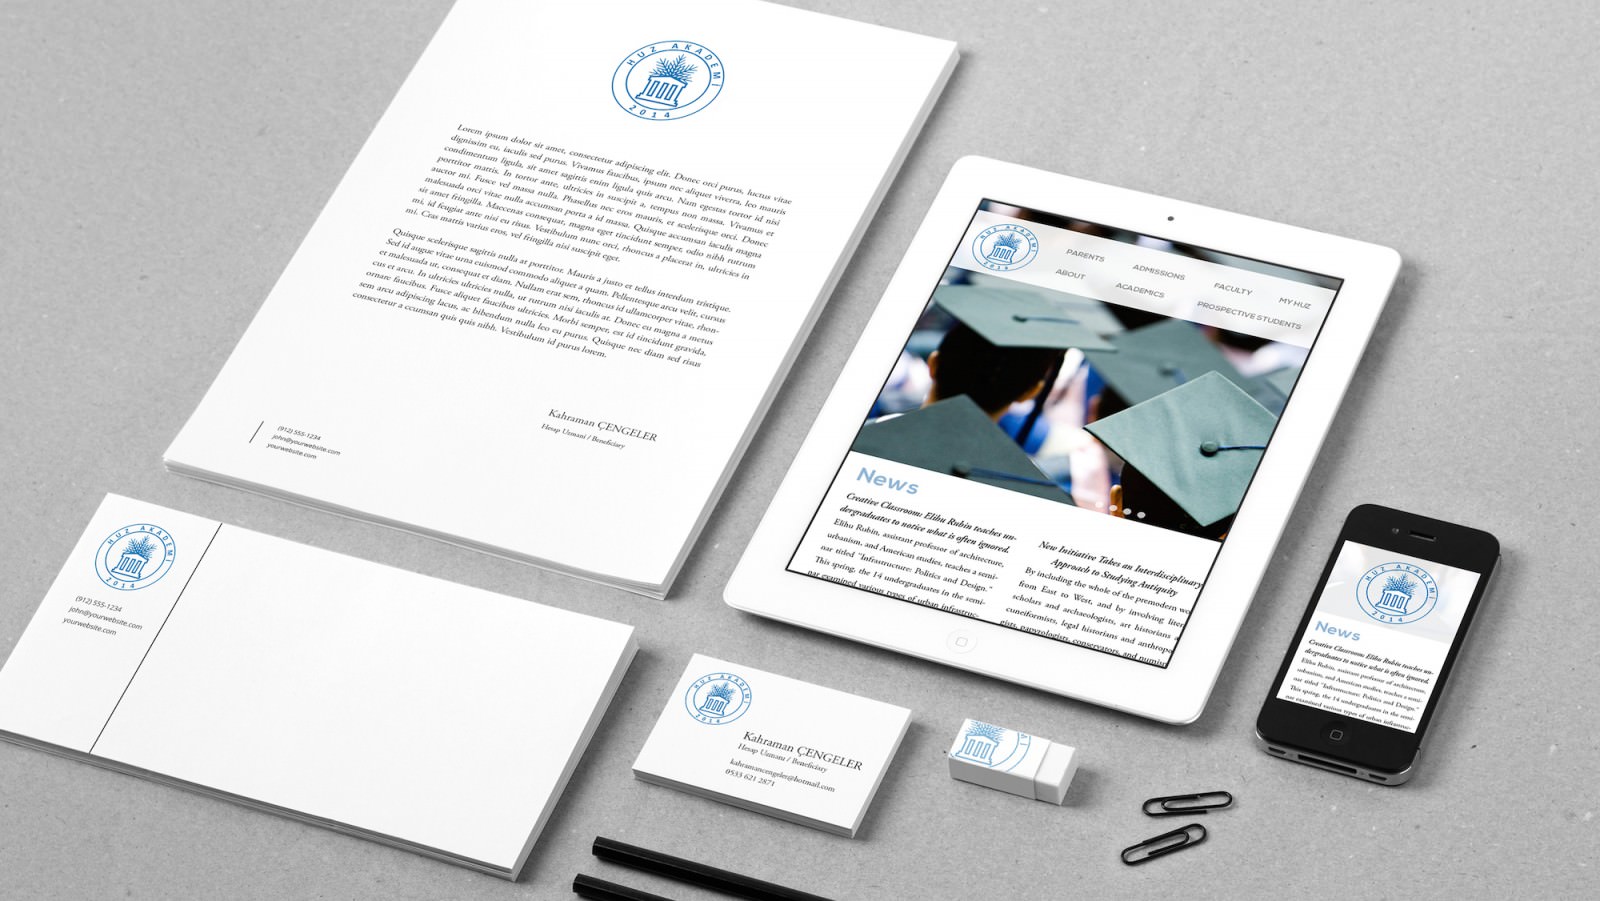 HUZ AKADEMI
2014
Lorem ipsum dolor sit amet, consectetur adipiscing elit. Donec orci purus, luctus vitae
dignissim eu, iaculis sed purus. Vivamus faucibus, ipsum nec aliquet viverra, leo mauris
condimentum ligula, sit amet sagittis enim ligula quis arcu. Nam egestas tortor id nisi
porttitor mattis. In tortor ante, ultricies in suscipit a, tempus non massa. Vivamus et
auctor mi. Fusce vel massa nulla. Phasellus nec eros mauris, et scelerisque orci. Donec
malesuada orci vitae nulla accumsan porta a id massa. Quisque accumsan iaculis magna
sit amet fringilla. Maecenas consequat, magna eget tincidunt semper, odio nibh rutrum
mi, id feugiat ante nisi eu risus. Vestibulum nunc orci, rhoncus a placerat in, ultricies in
mi. Cras mattis varius eros, vel fringilla nisi suscipit eget.
Quisque scelerisque sagittis nulla at porttitor. Mauris a justo et tellus interdum tristique.
Sed id augue vitae urna euismod commodo aliquet a quam. Pellentesque arcu velit, cursus
et malesuada ut, consequat et diam. Nullam erat sem, rhoncus id ullamcorper vitae, rhon-
cus et arcu. In ultricies ultricies nulla, ut rutrum nisi iaculis at. Donec eu magna a metus
ornare faucibus. Fusce aliquet faucibus ultricies. Morbi semper, est id tincidunt gravida,
sem arcu adipiscing lacus, ac bibendum nulla leo eu purus. Quisque nec diam sed risus
consectetur a ccumsan quis quis nibh. Vestibulum id purus lorem.
Kahraman ÇENGELER
Hesap Uzmanı / Beneficiary
(912) 555-1234
john@yourwebsite.com
yourwebsite.com
HUZ AKADEMI
2014
PARENTS ADMISSIONS FACULTY MY HUZ
ABOUT ACADEMICS PROSPECTIVE STUDENTS
News
Creative Classroom: Elihu Rubin teaches un-
dergraduates to notice what is often ignored.
Elihu Rubin, assistant professor of architecture,
urbanism, and American studies, teaches a semi-
nar titled "Infrastructure: Politics and Design."
This spring, the 14 undergraduates in the semi-
nar examined various types of urban infrastruc-
New Initiative Takes an Interdisciplinary
Approach to Studying Antiquity
By including the whole of the premodern
from East to West, and by involving
scholars and archaeologists, art historians
cuneiformists, legal historians and
gists, papyrologists, conservators, and
HUZ AKADEMI
2014
(912) 555-1234
john@yourwebsite.com
yourwebsite.com
HUZ AKADEMI
2014
Kahraman ÇENGELER
Hesap Uzmanı / Beneficiary
kahramancengeler@hotmail.com
0533 621 2871
HUZ AKADEMI
2014
News
Creative Classroom: Elihu Rubin teaches un-
dergraduates to notice what is often ignored.
Elihu Rubin, assistant professor of architecture,
urbanism, and American studies, teaches a semi-
nar titled "Infrastructure: Politics and Design."
This spring, the 14 undergraduates in the semi-
nar examined various types of urban infrastruc-